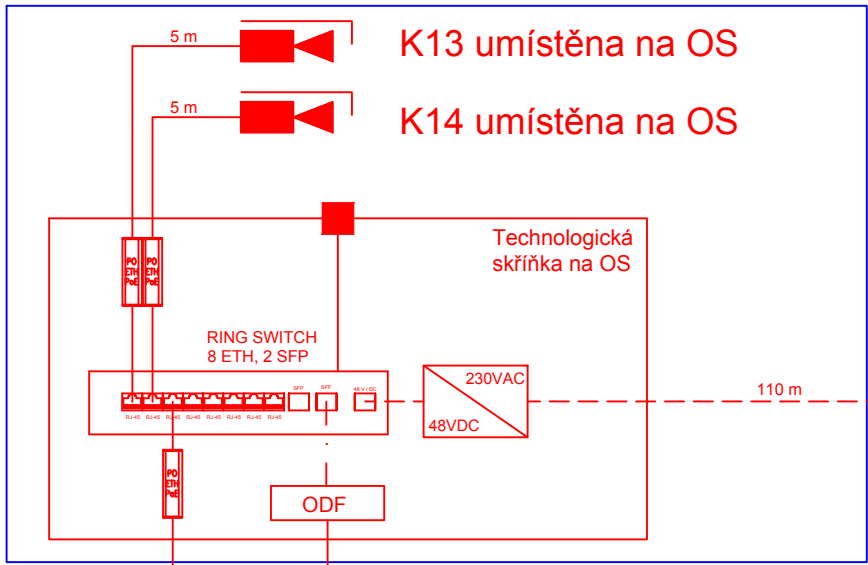 5 m
K13 umístěna na OS
5 m
K14 umístěna na OS
Technologická
skříňka na OS
PO
ETH
PoE
PO
ETH
PoE
RING SWITCH
8 ETH, 2 SFP
SFP
SFP
48 V / DC
230VAC
48VDC
110 m
RJ-45
RJ-45
RJ-45
RJ-45
RJ-45
RJ-45
RJ-45
RJ-45
PO
ETH
PoE
ODF